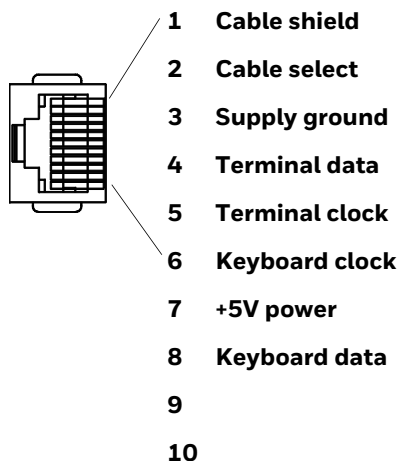 1 Cable shield
2 Cable select
3 Supply ground
4 Terminal data
5 Terminal clock
6 Keyboard clock
7 +5V power
8 Keyboard data
9
10